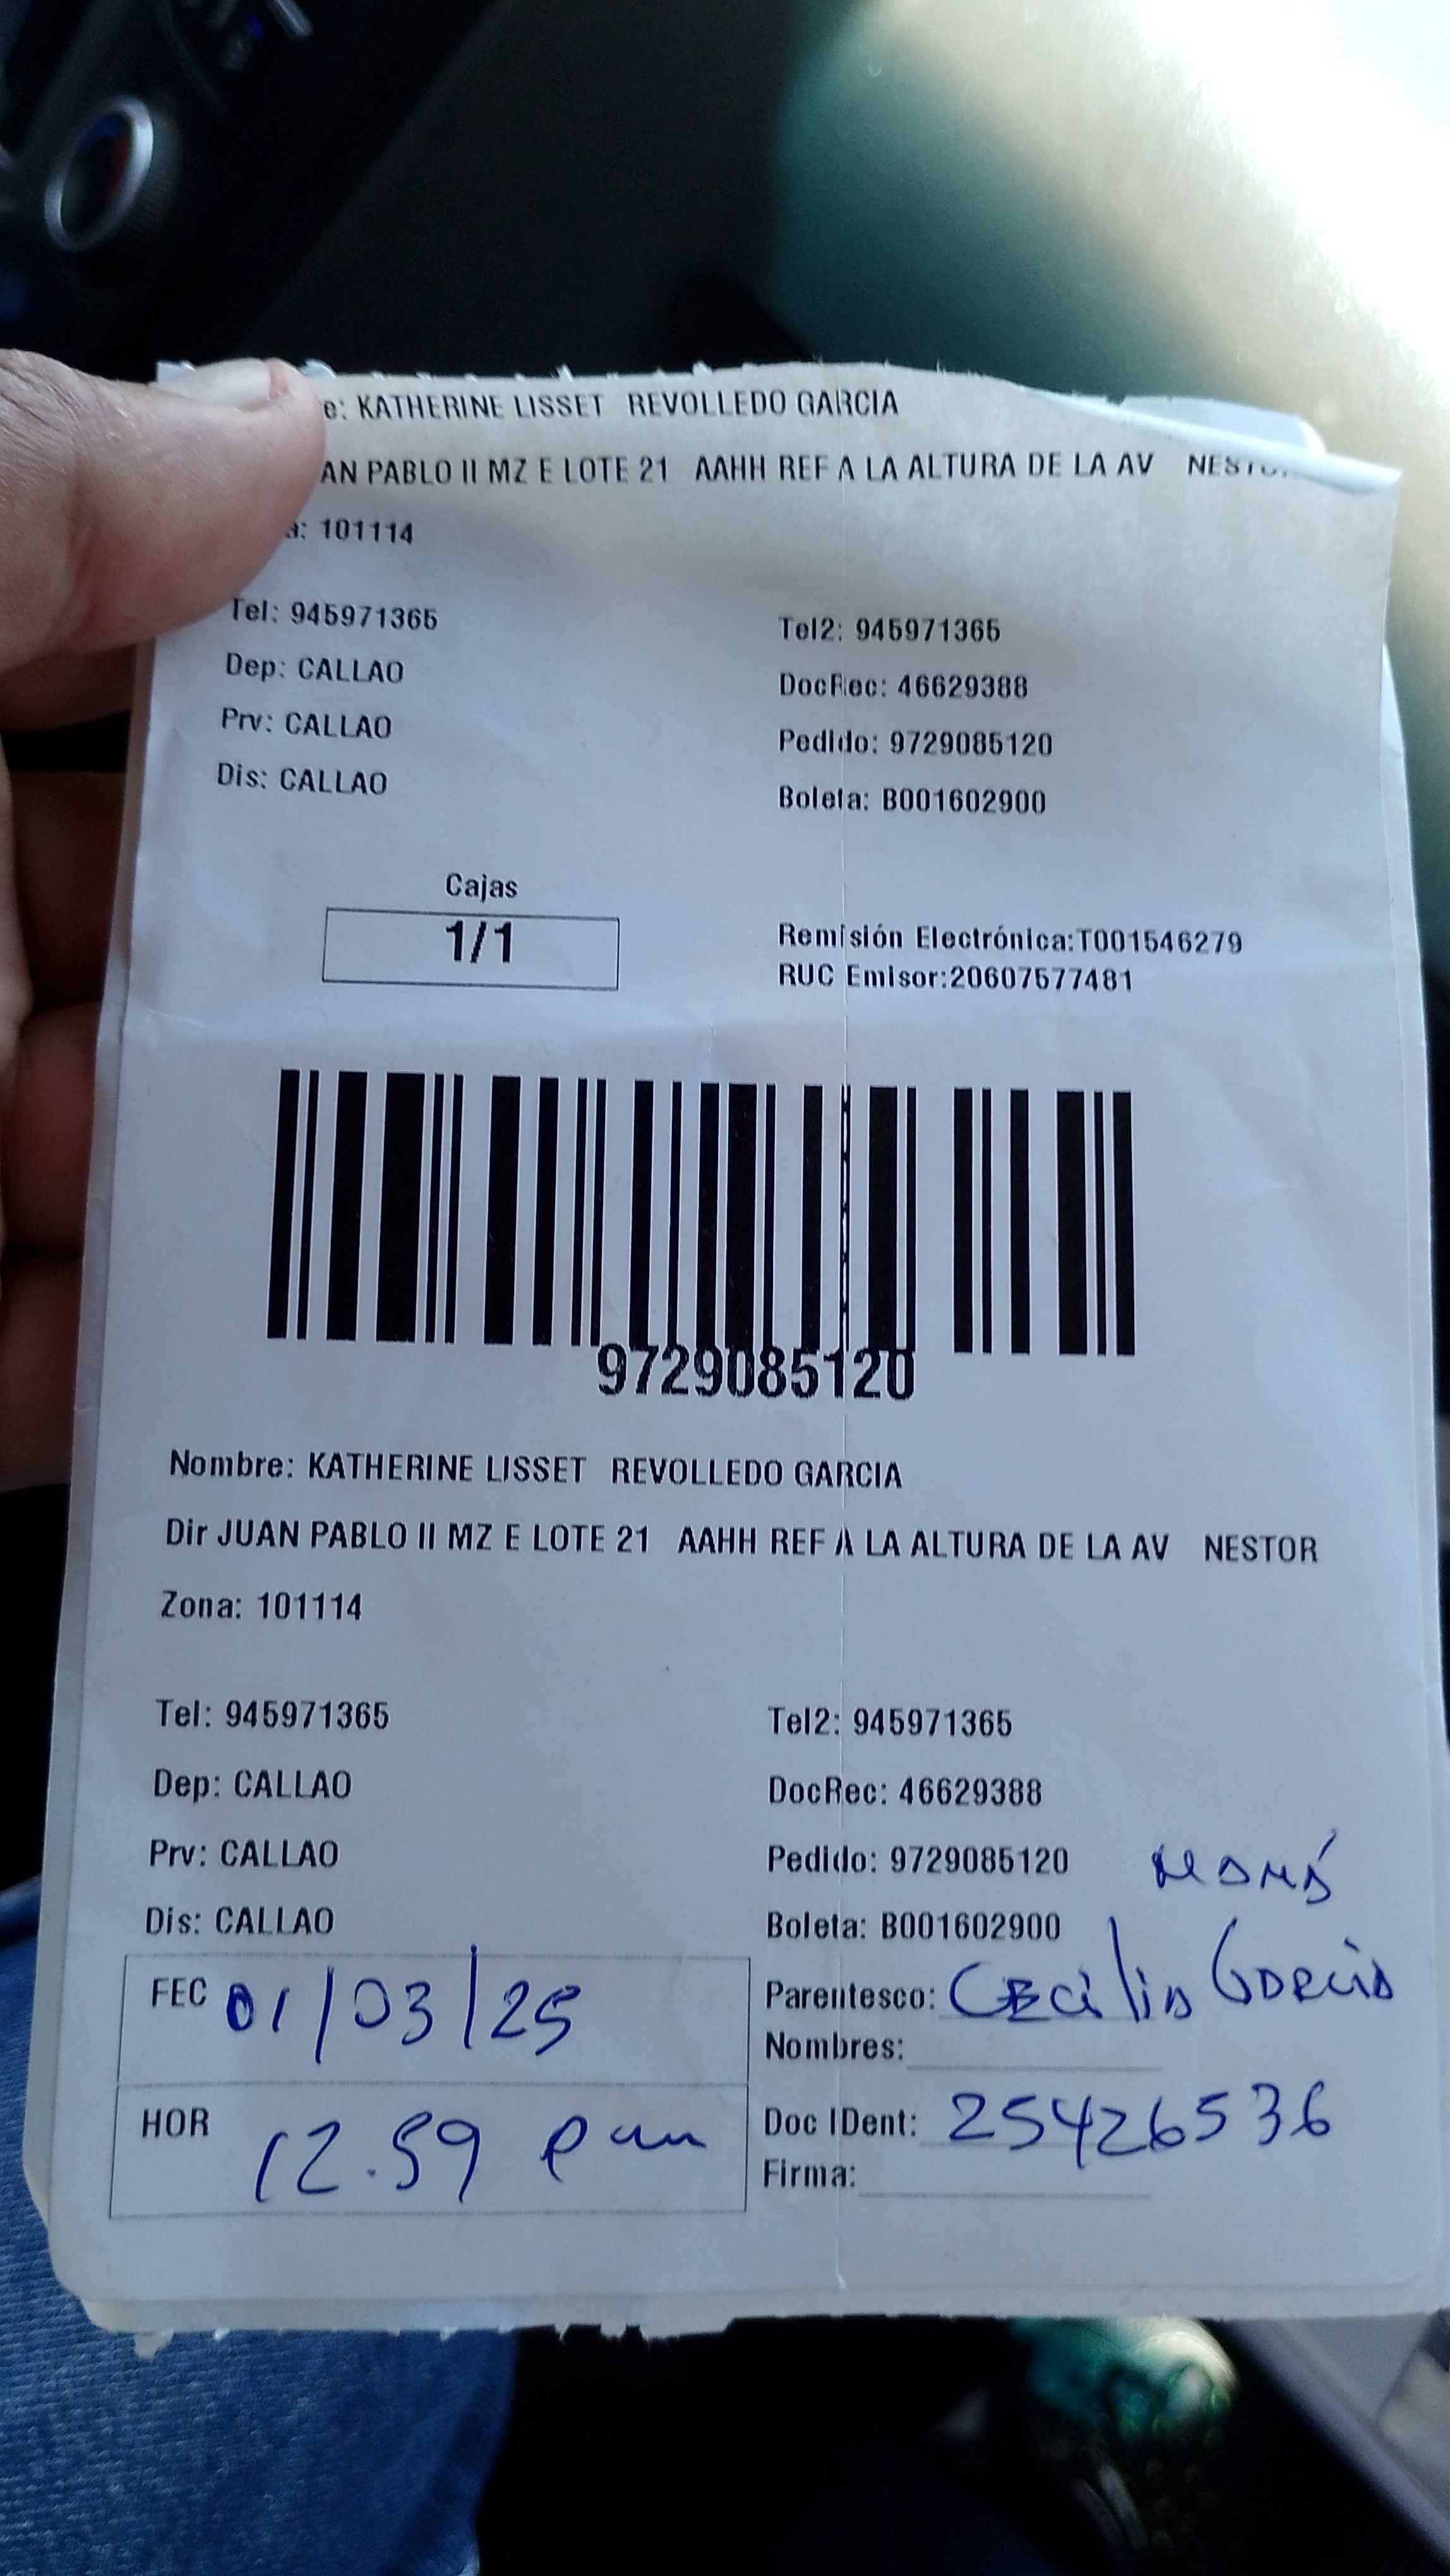 e: KATHERINE LISSET REVOLLEDO GARCIA
AN PABLO II MZ E LOTE 21 AAHH REF A LA ALTURA DE LA AV
a: 101114
Tel: 945971365 Tel2: 945971365
Dep: CALLAO DocRec: 46629388
Prv: CALLAO Pedido: 9729085120
Dis: CALLAO Boleta: B001602900
Cajas
1/1
Remisión Electrónica:T001546279
RUC Emisor:20607577481
9729085120
Nombre: KATHERINE LISSET REVOLLEDO GARCIA
Dir JUAN PABLO II MZ E LOTE 21 AAHH REF A LA ALTURA DE LA AV NESTOR
Zona: 101114
Tel: 945971365 Tel2: 945971365
Dep: CALLAO DocRec: 46629388
Prv: CALLAO Pedido: 9729085120 MAMÁ
Dis: CALLAO Boleta: B001602900
FEC 01/03/25 Parentesco: Cecilia Garcia
Nombres:
HOR 12.59 pm Doc IDent: 25426536
Firma: